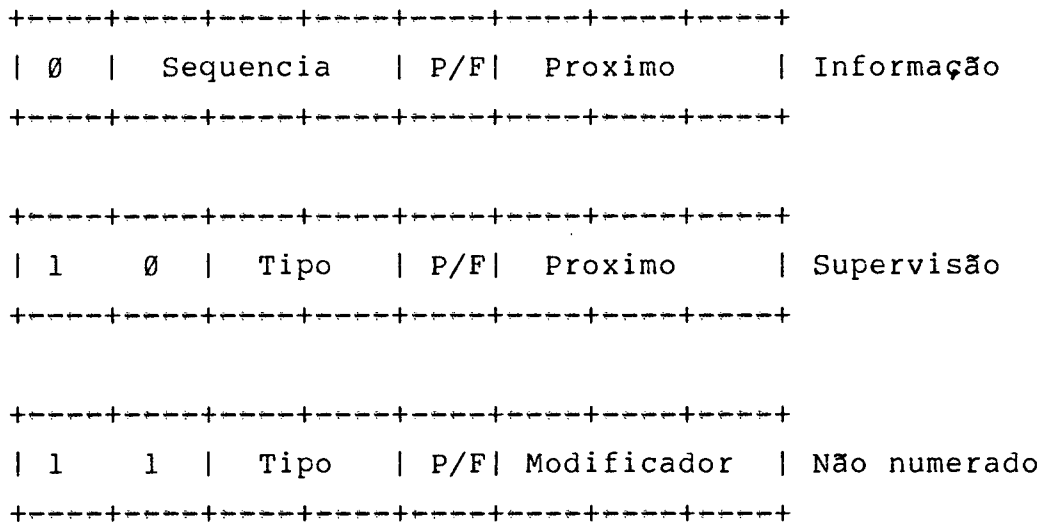 +----+----+----+----+----+----+----+----+
| Ø | Sequencia | P/F| Proximo | Informação
+----+----+----+----+----+----+----+----+
+----+----+----+----+----+----+----+----+
| 1 Ø | Tipo | P/F| Proximo | Supervisão
+----+----+----+----+----+----+----+----+
+----+----+----+----+----+----+----+----+
| 1 1 | Tipo | P/F| Modificador | Não numerado
+----+----+----+----+----+----+----+----+